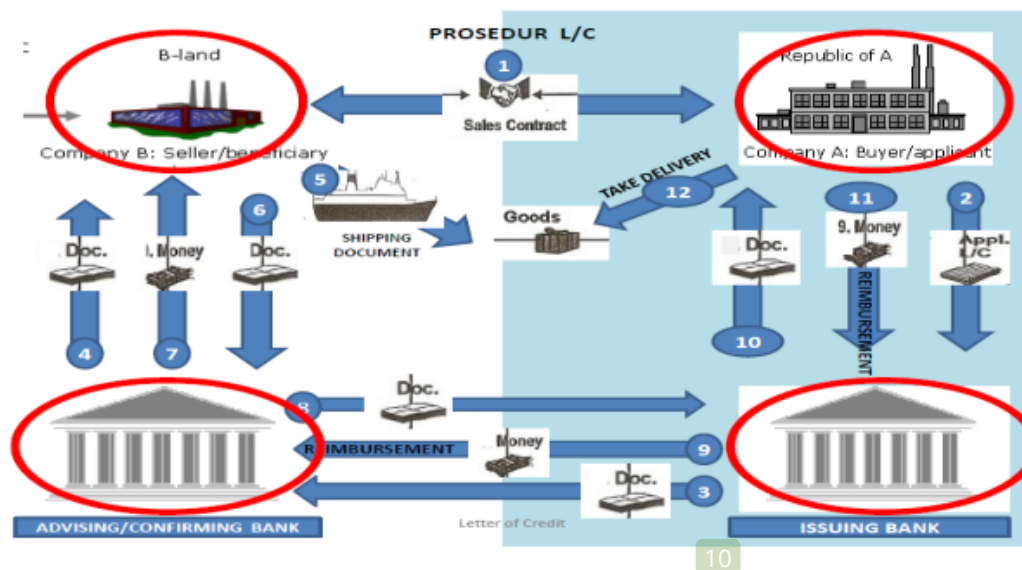 PROSEDUR L/C
B-land
1
Republic of A
Sales Contract
Company B: Seller/beneficiary
Company A: Buyer/applicant
TAKE DELIVERY
5
12
11
2
6
Goods
9. Money
Appl.
L/C
SHIPPING
DOCUMENT
Doc.
. Money
Doc.
Doc.
REIMBURSEMENT
4
7
10
8
Doc.
REIMBURSEMENT
Money
9
Doc.
3
ADVISING/CONFIRMING BANK
Letter of Credit
ISSUING BANK
10